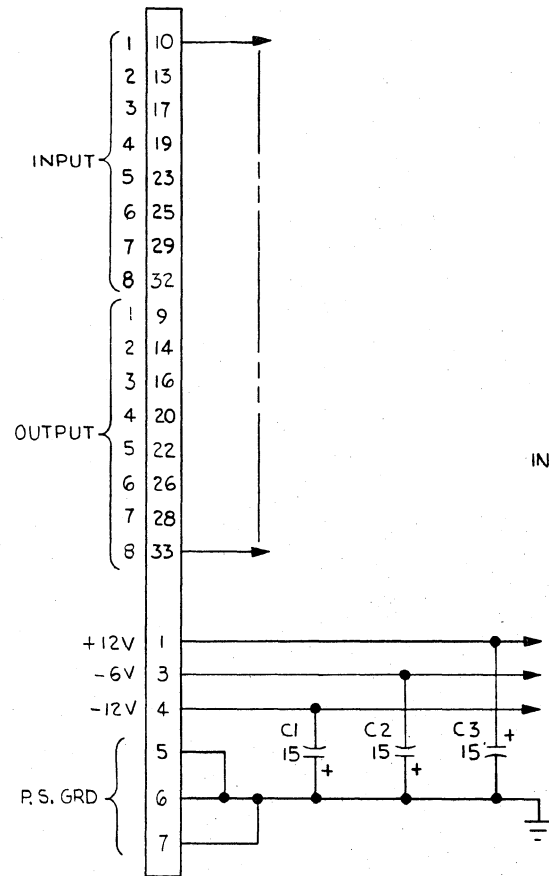 1 10
2 13
3 17
INPUT 4 19
5 23
6 25
7 29
8 32
1 9
2 14
3 16
4 20
OUTPUT 5 22
6 26
7 28
8 33
IN
+12V 1
-6V 3
-12V 4
C1 15 +
C2 15 +
C3 15 +
5
P.S. GRD 6
7